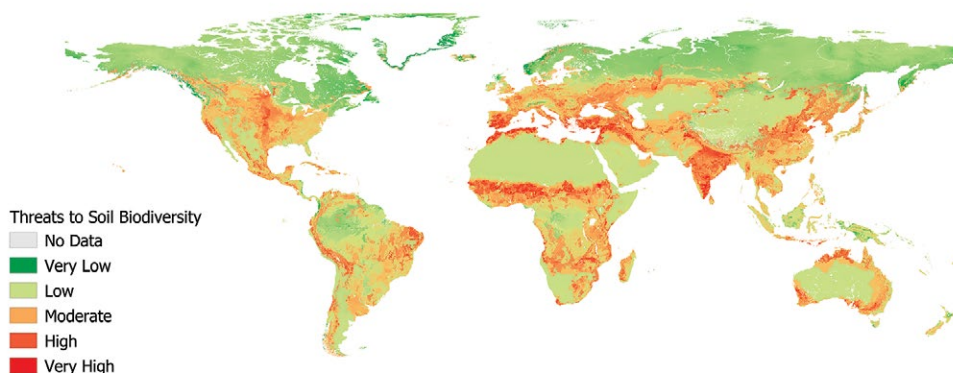 Threats to Soil Biodiversity
No Data
Very Low
Low
Moderate
High
Very High